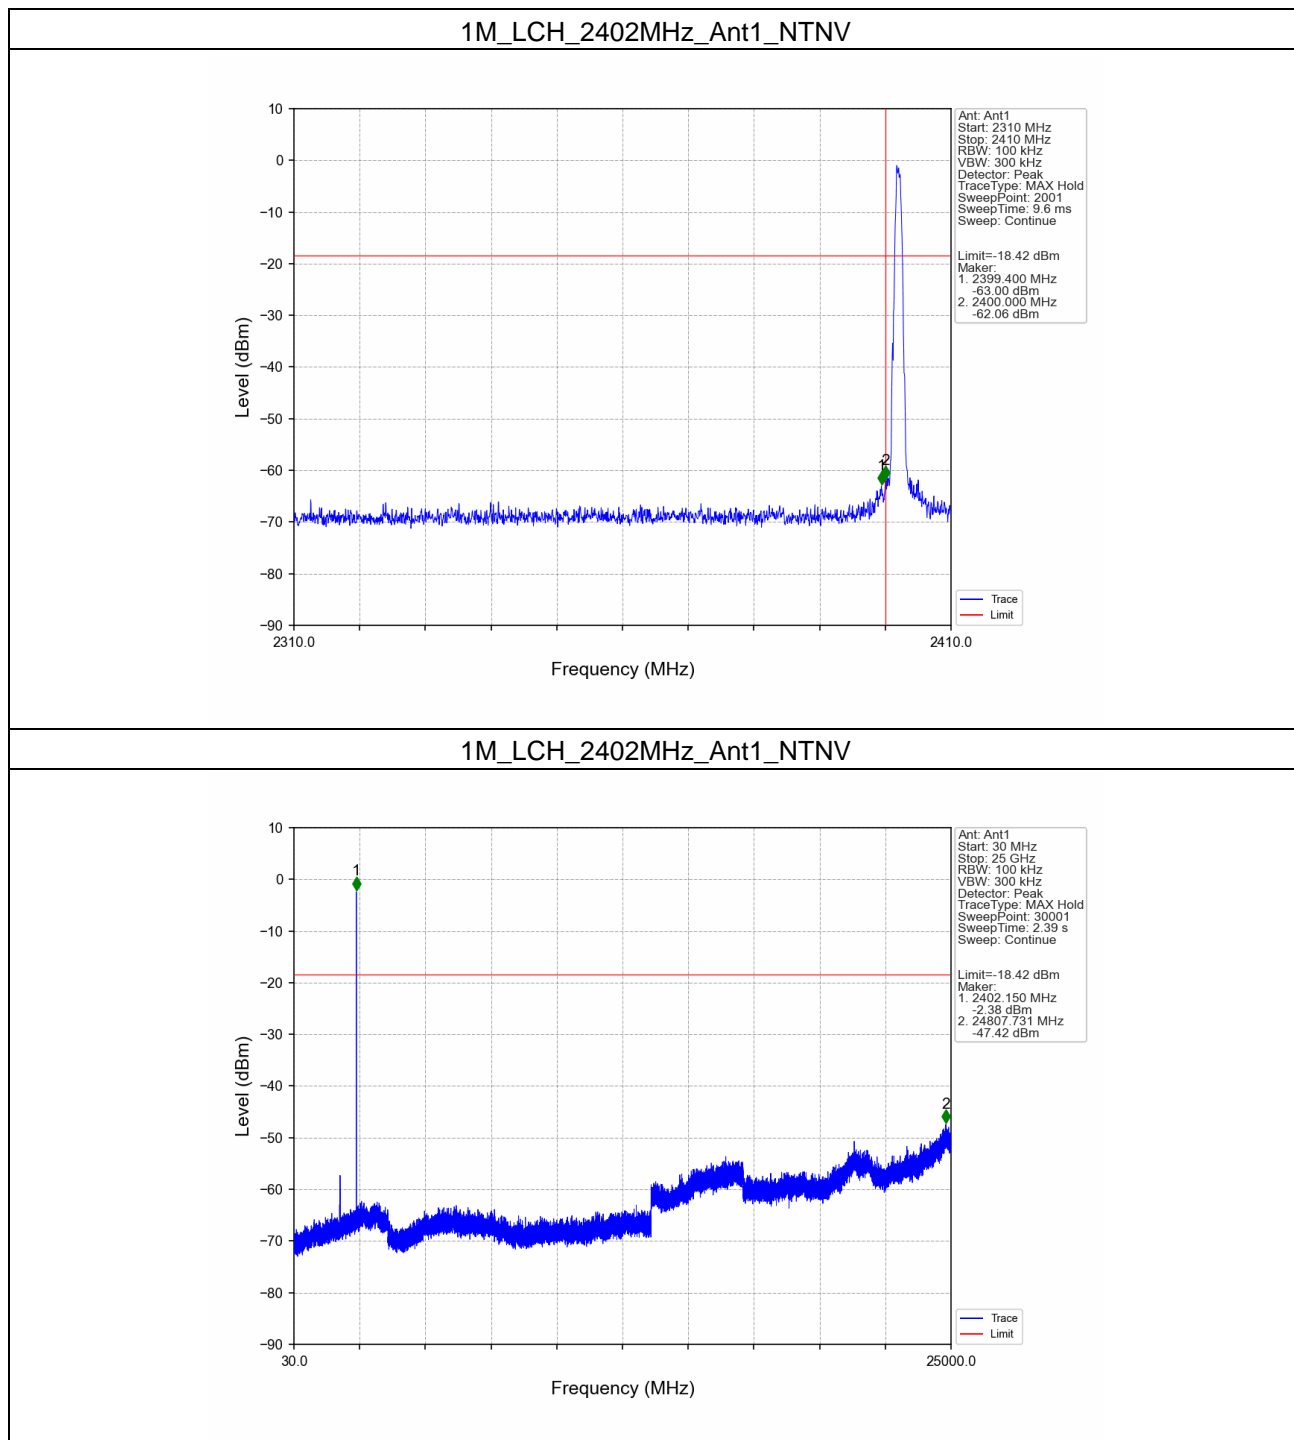 1M_LCH_2402MHz_Ant1_NTNV
10
0
−10
−20
−30
−40
−50
−60
−70
−80
−90
Level (dBm)
2310.0
2410.0
Frequency (MHz)
1
2
Ant: Ant1
Start: 2310 MHz
Stop: 2410 MHz
RBW: 100 kHz
VBW: 300 kHz
Detector: Peak
TraceType: MAX Hold
SweepPoint: 2001
SweepTime: 9.6 ms
Sweep: Continue
Limit=-18.42 dBm
Maker:
1. 2399.400 MHz
-63.00 dBm
2. 2400.000 MHz
-62.06 dBm
Trace
Limit
1M_LCH_2402MHz_Ant1_NTNV
10
0
−10
−20
−30
−40
−50
−60
−70
−80
−90
Level (dBm)
30.0
25000.0
Frequency (MHz)
1
2
Ant: Ant1
Start: 30 MHz
Stop: 25 GHz
RBW: 100 kHz
VBW: 300 kHz
Detector: Peak
TraceType: MAX Hold
SweepPoint: 30001
SweepTime: 2.39 s
Sweep: Continue
Limit=-18.42 dBm
Maker:
1. 2402.150 MHz
-2.38 dBm
2. 24807.731 MHz
-47.42 dBm
Trace
Limit